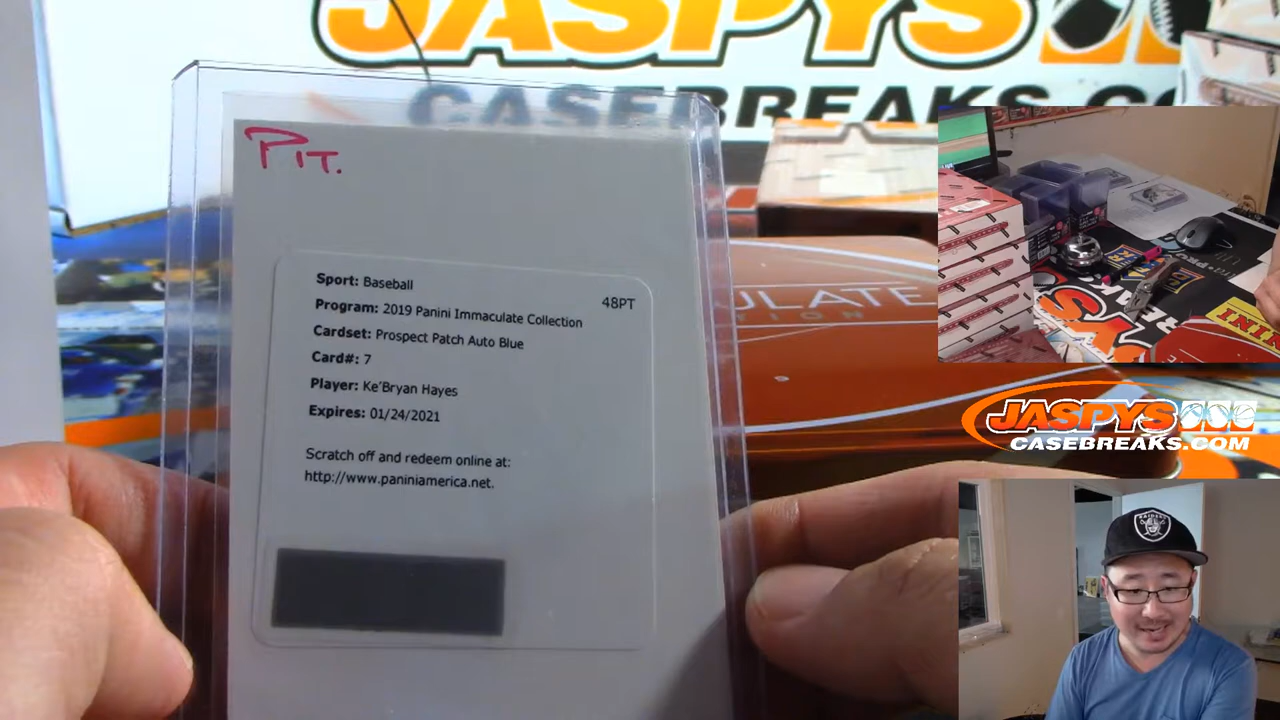 JASPYS
CASEBREAKS.CO
PIT.
Sport: Baseball
48PT
Program: 2019 Panini Immaculate Collection
Cardset: Prospect Patch Auto Blue
Card#: 7
Player: Ke'Bryan Hayes
Expires: 01/24/2021
Scratch off and redeem online at:
http://www.paniniamerica.net.
ULATE
JASPYS
CASEBREAKS.COM
RAIDERS